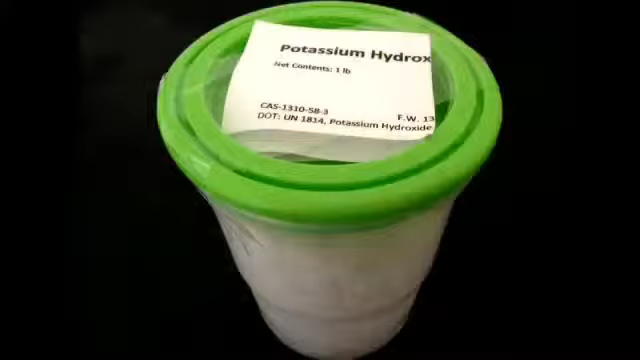 Potassium Hydrox
Net Contents: 1 lb
CAS-1310-58-3 F.W. 13
DOT: UN 1814, Potassium Hydroxide